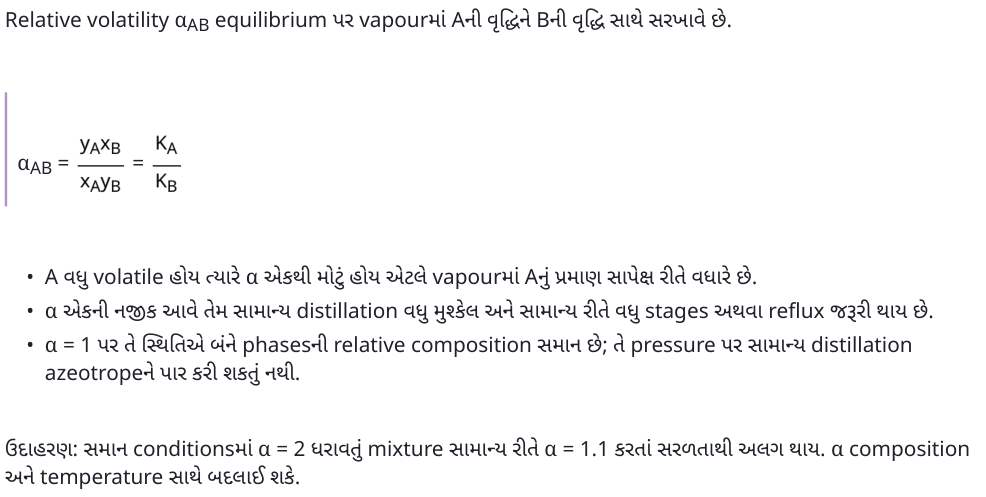 Relative volatility αAB equilibrium પર vapourમાં Aની વૃદ્ધિને Bની વૃદ્ધિ સાથે સરખાવે છે.
αAB = yAxB / xAyB = KA / KB
• A વધુ volatile હોય ત્યારે α એકથી મોટું હોય એટલે vapourમાં Aનું પ્રમાણ સાપેક્ષ રીતે વધારે છે.
• α એકની નજીક આવે તેમ સામાન્ય distillation વધુ મુશ્કેલ અને સામાન્ય રીતે વધુ stages અથવા reflux જરૂરી થાય છે.
• α = 1 પર તે સ્થિતિએ બંને phasesની relative composition સમાન છે; તે pressure પર સામાન્ય distillation
azeotropeને પાર કરી શકતું નથી.
ઉદાહરણ: સમાન conditionsમાં α = 2 ધરાવતું mixture સામાન્ય રીતે α = 1.1 કરતાં સરળતાથી અલગ થાય. α composition
અને temperature સાથે બદલાઈ શકે.